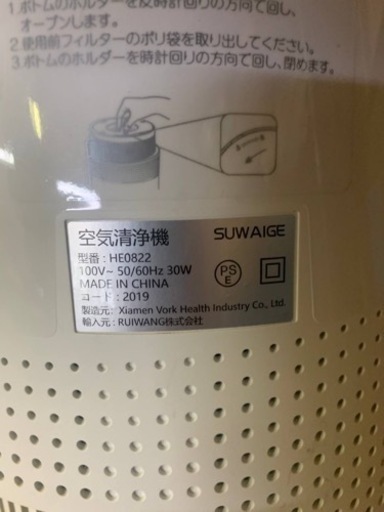 1.ボトムのホルダーを反時計回りの方向で回し、
オープンします。
2.使用前フィルターのポリ袋を取り出してください。
3.ボトムのホルダーを時計回りの方向で回し、閉めます。
空気清浄機
SUWAIGE
型番: HE0822
100V~ 50/60Hz 30W
MADE IN CHINA
コード: 2019
PS
E
製造元: Xiamen Vork Health Industry Co., Ltd.
輸入元: RUIWANG株式会社